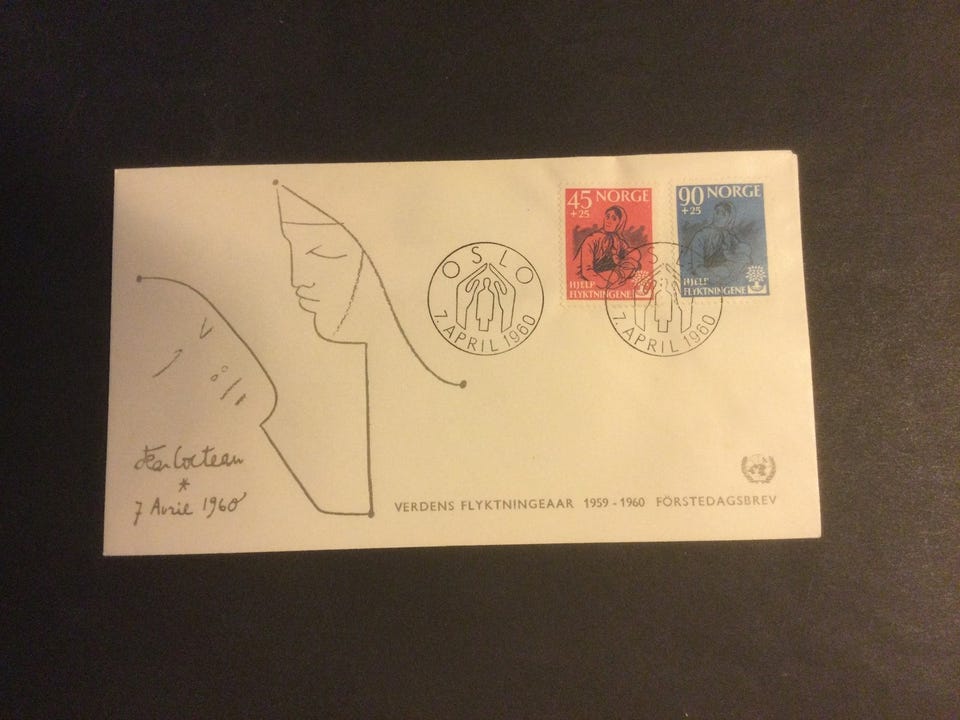 45 NORGE
+25
HJELP
FLYKTNINGENE
90 NORGE
+25
HJELP
FLYKTNINGENE
OSLO
7. APRIL 1960
OSLO
7. APRIL 1960
Jean Cocteau
*
7 Avril 1960
VERDENS FLYKTNINGEAAR 1959 - 1960 FÖRSTEDAGSBREV